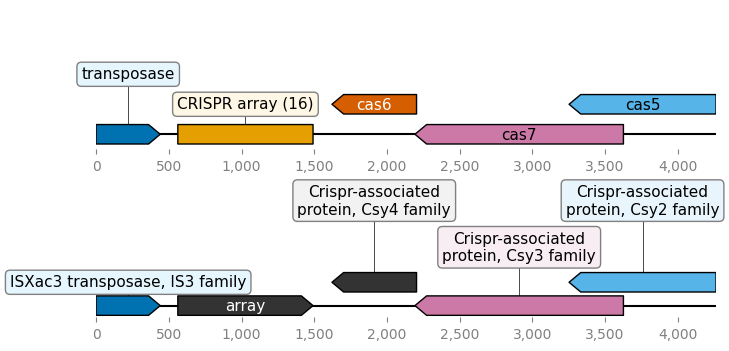 transposase
CRISPR array (16)
cas6
cas5
cas7
0 500 1,000 1,500 2,000 2,500 3,000 3,500 4,000
Crispr-associated
protein, Csy4 family
Crispr-associated
protein, Csy2 family
Crispr-associated
protein, Csy3 family
ISXac3 transposase, IS3 family
array
0 500 1,000 1,500 2,000 2,500 3,000 3,500 4,000